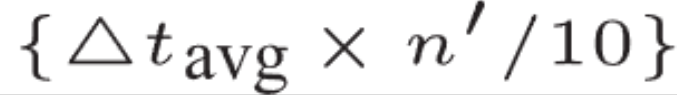 {△t_avg × n′/10}